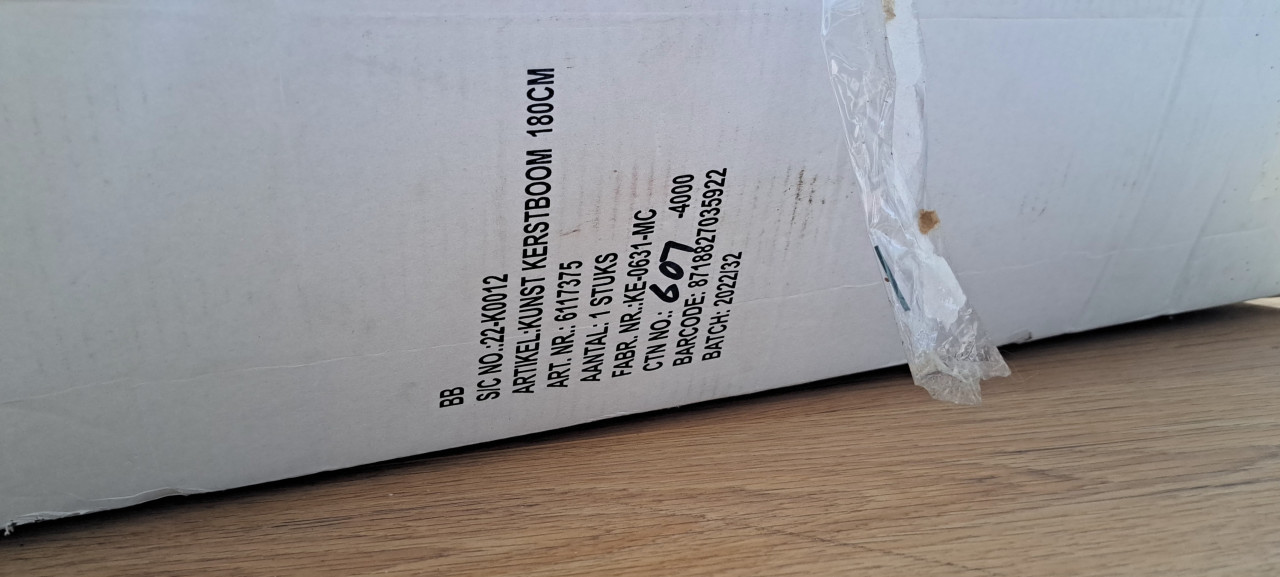 BB
S/C NO.:22-K0012
ARTIKEL:KUNST KERSTBOOM 180CM
ART. NR.: 6117375
AANTAL: 1 STUKS
FABR. NR.:KE-0631-MC
CTN NO.: 607 -4000
BARCODE: 8718827035922
BATCH: 2022/32